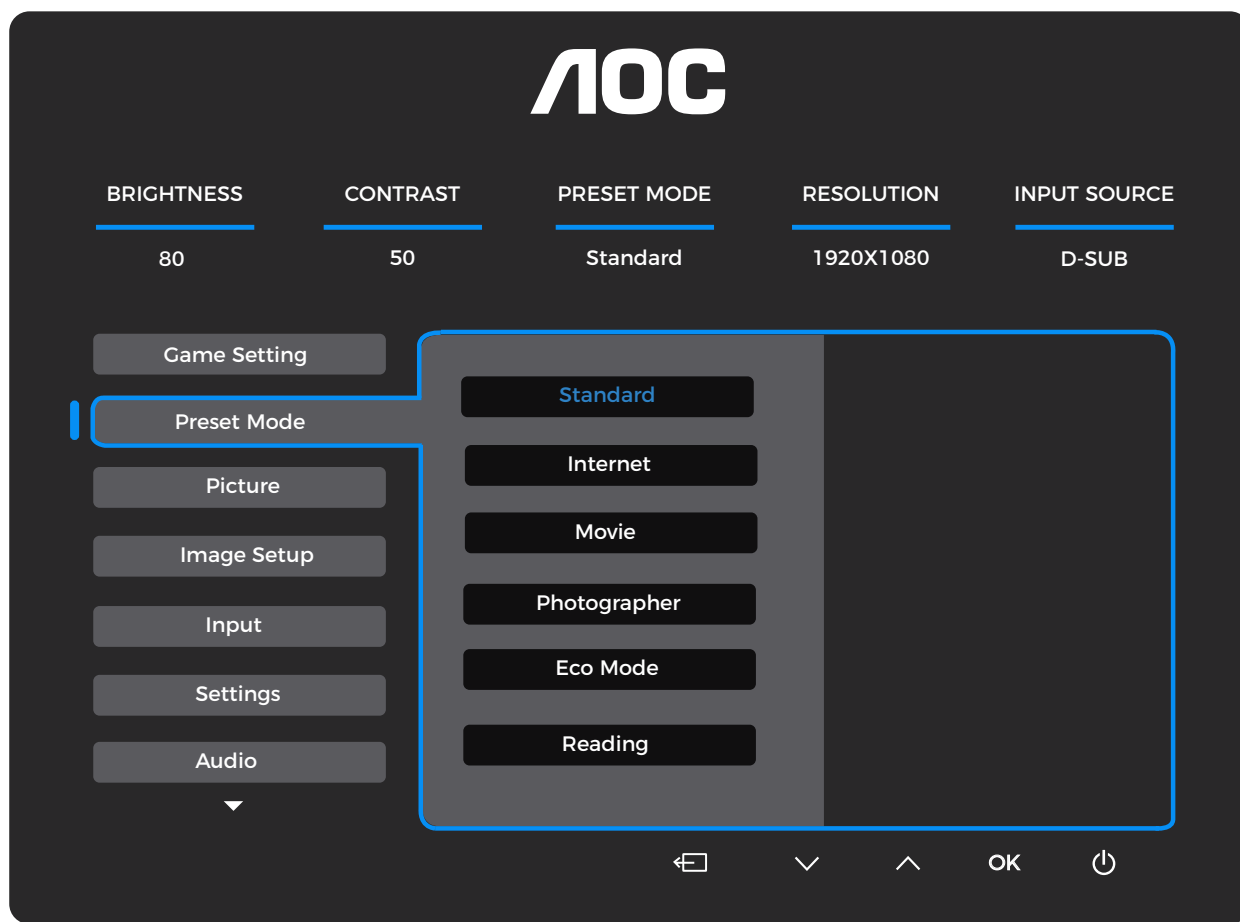 AOC
BRIGHTNESS CONTRAST PRESET MODE RESOLUTION INPUT SOURCE
80 50 Standard 1920X1080 D-SUB
Game Setting
Preset Mode
Picture
Image Setup
Input
Settings
Audio
Standard
Internet
Movie
Photographer
Eco Mode
Reading
OK